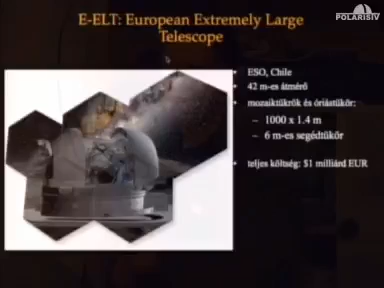 POLARISTV
E-ELT: European Extremely Large
Telescope
ESO, Chile
42 m-es átmérő
mozaiktükrök és óriástükör:
– 1000 x 1.4 m
– 6 m-es segédtükör
teljes költség: $1 milliárd EUR